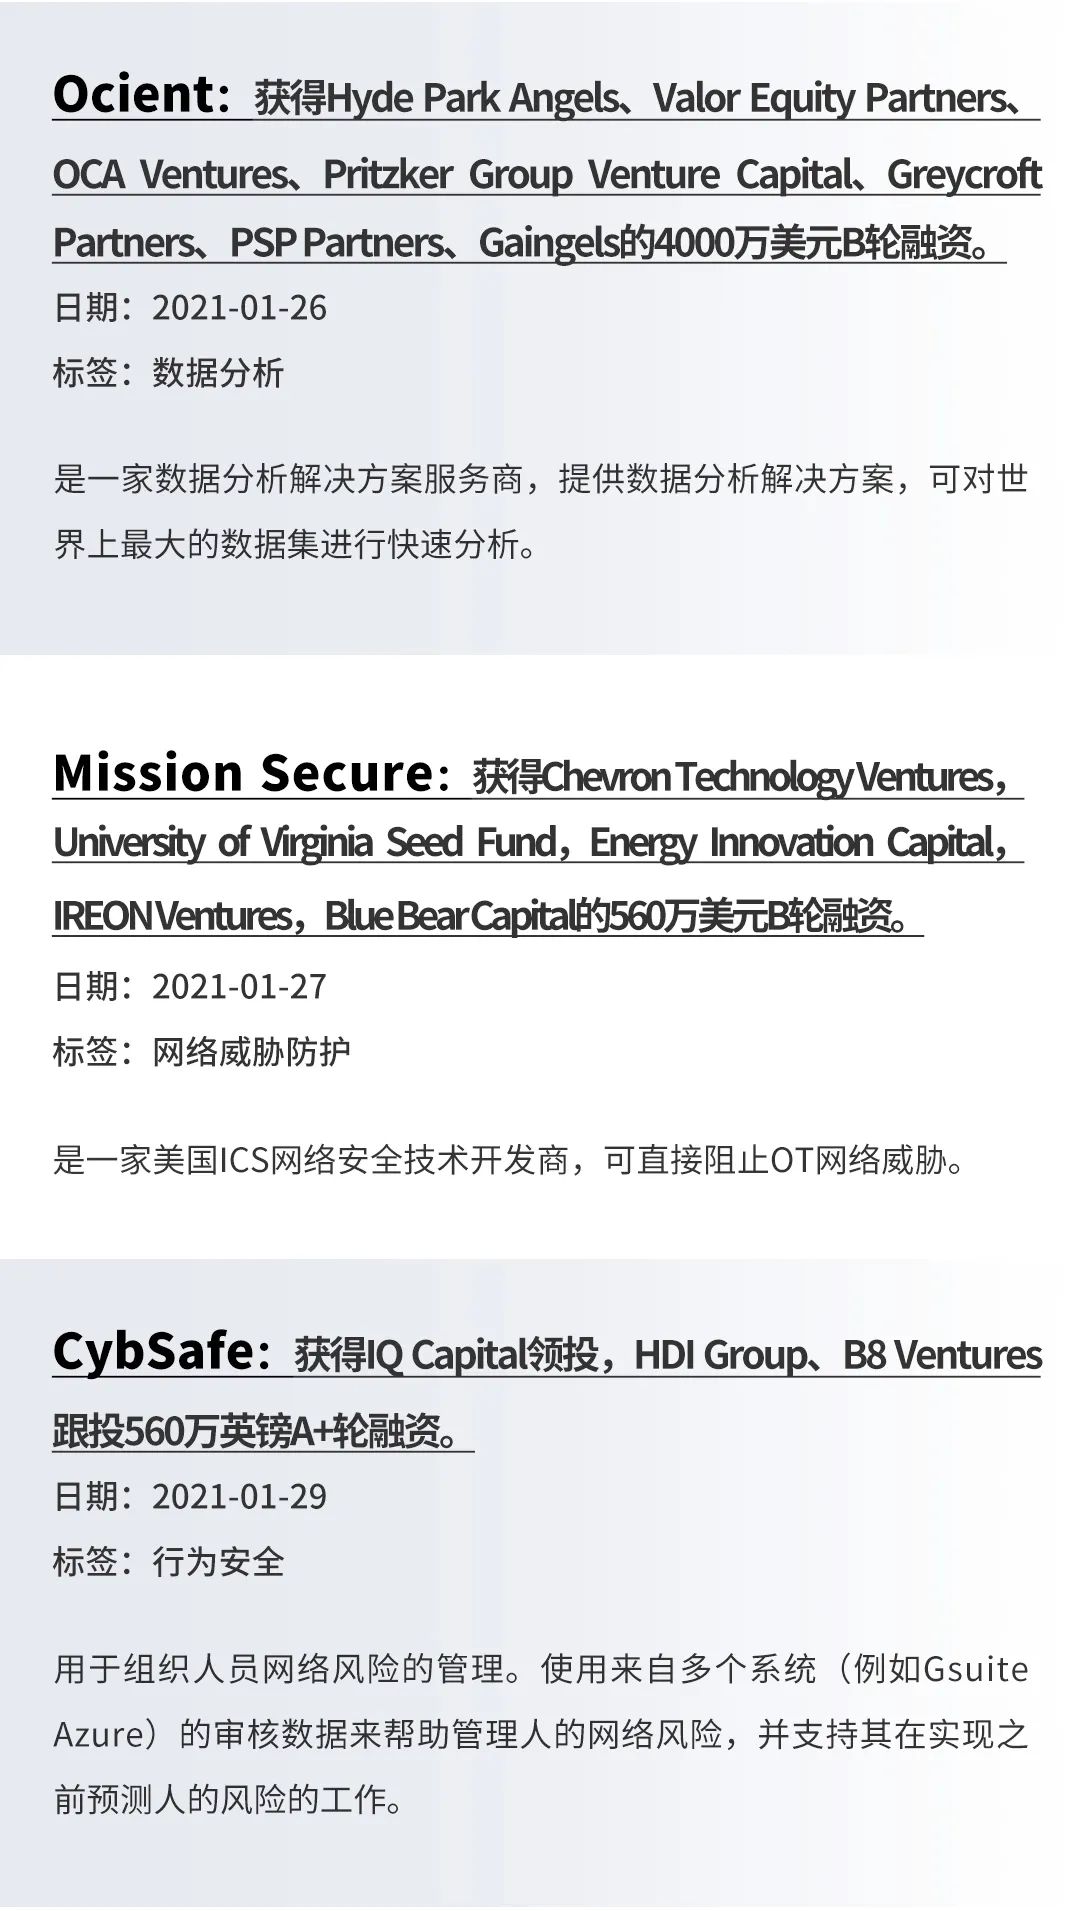 Ocient：获得Hyde Park Angels、Valor Equity Partners、
OCA Ventures、Pritzker Group Venture Capital、Greycroft
Partners、PSP Partners、Gaingels的4000万美元B轮融资。
日期：2021-01-26
标签：数据分析
是一家数据分析解决方案服务商，提供数据分析解决方案，可对世
界上最大的数据集进行快速分析。
Mission Secure：获得Chevron Technology Ventures，
University of Virginia Seed Fund，Energy Innovation Capital，
IREON Ventures，Blue Bear Capital的560万美元B轮融资。
日期：2021-01-27
标签：网络威胁防护
是一家美国ICS网络安全技术开发商，可直接阻止OT网络威胁。
CybSafe：获得IQ Capital领投，HDI Group、B8 Ventures
跟投560万英镑A+轮融资。
日期：2021-01-29
标签：行为安全
用于组织人员网络风险的管理。使用来自多个系统（例如Gsuite
Azure）的审核数据来帮助管理人的网络风险，并支持其在实现之
前预测人的风险的工作。